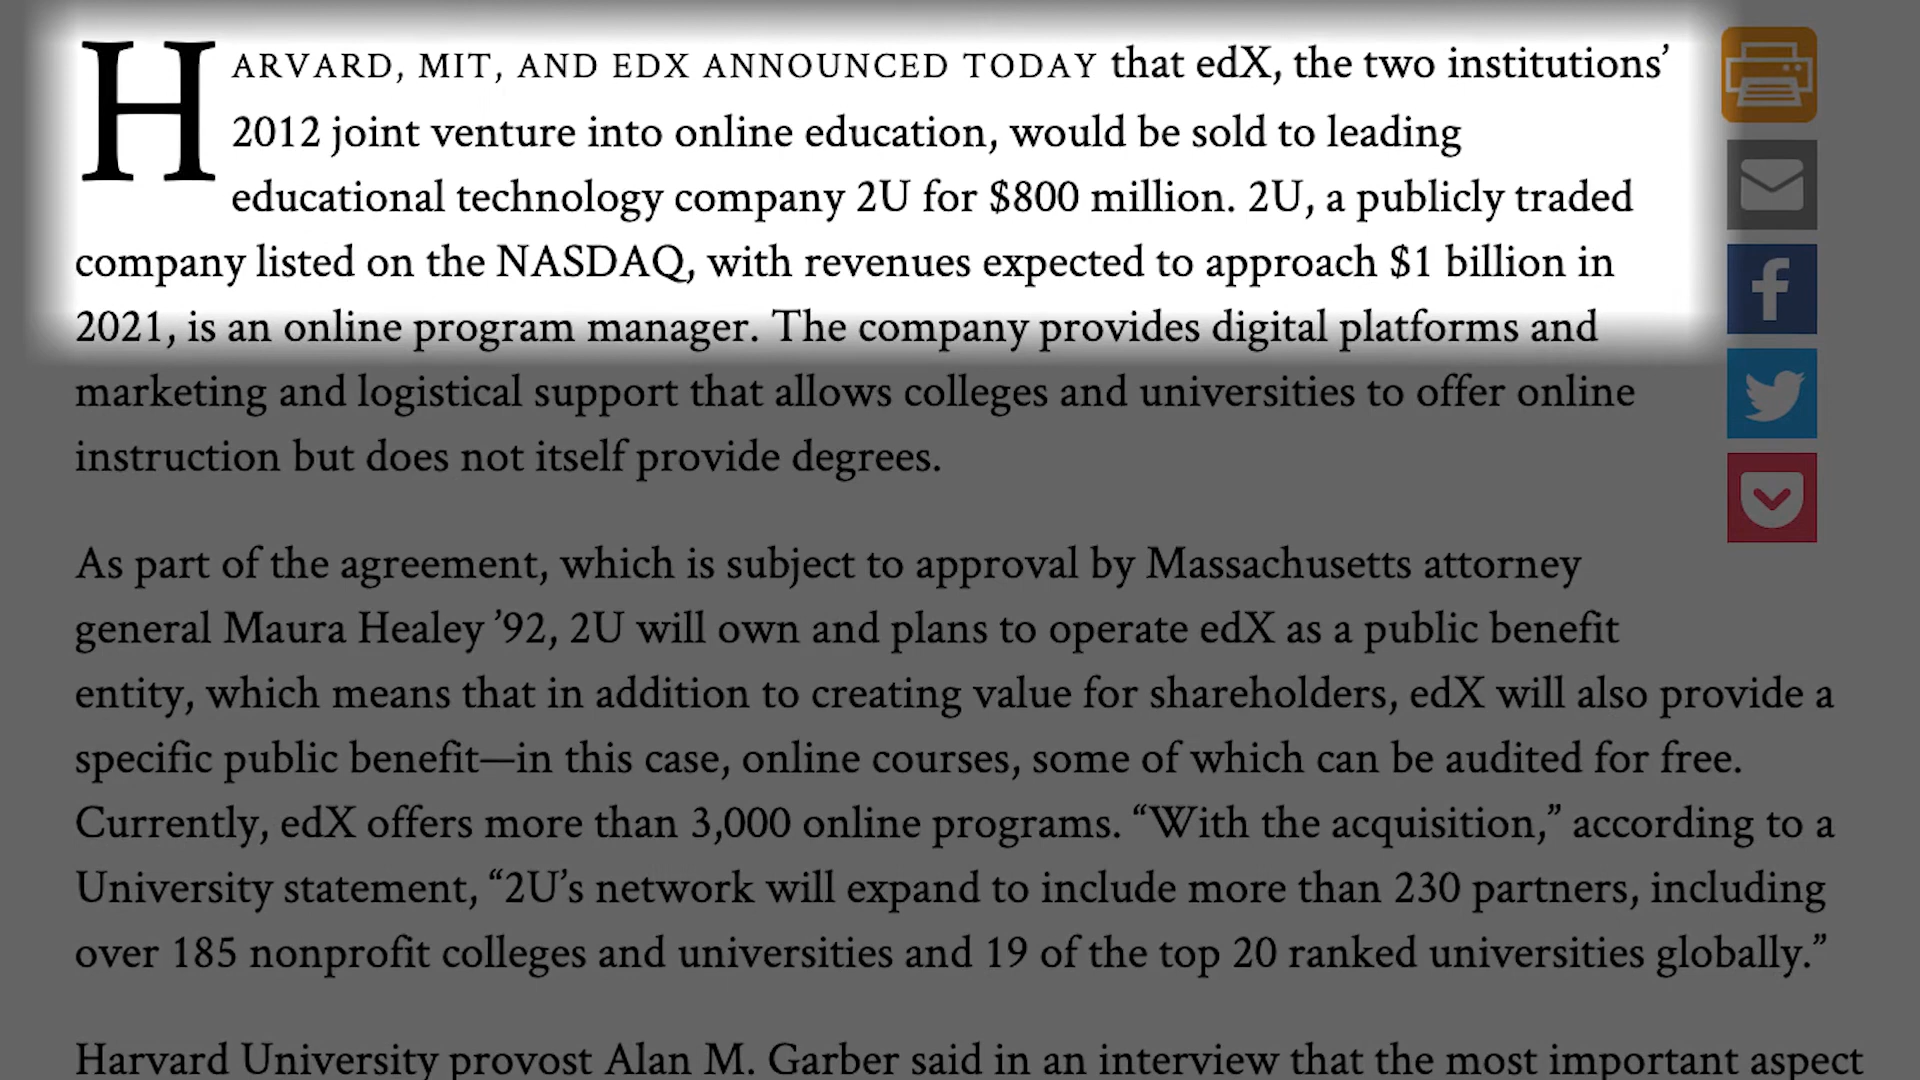 HARVARD, MIT, AND EDX ANNOUNCED TODAY that edX, the two institutions’
2012 joint venture into online education, would be sold to leading
educational technology company 2U for $800 million. 2U, a publicly traded
company listed on the NASDAQ, with revenues expected to approach $1 billion in
2021, is an online program manager. The company provides digital platforms and
marketing and logistical support that allows colleges and universities to offer online
instruction but does not itself provide degrees.
As part of the agreement, which is subject to approval by Massachusetts attorney
general Maura Healey ’92, 2U will own and plans to operate edX as a public benefit
entity, which means that in addition to creating value for shareholders, edX will also provide a
specific public benefit—in this case, online courses, some of which can be audited for free.
Currently, edX offers more than 3,000 online programs. “With the acquisition,” according to a
University statement, “2U’s network will expand to include more than 230 partners, including
over 185 nonprofit colleges and universities and 19 of the top 20 ranked universities globally.”
Harvard University provost Alan M. Garber said in an interview that the most important aspect